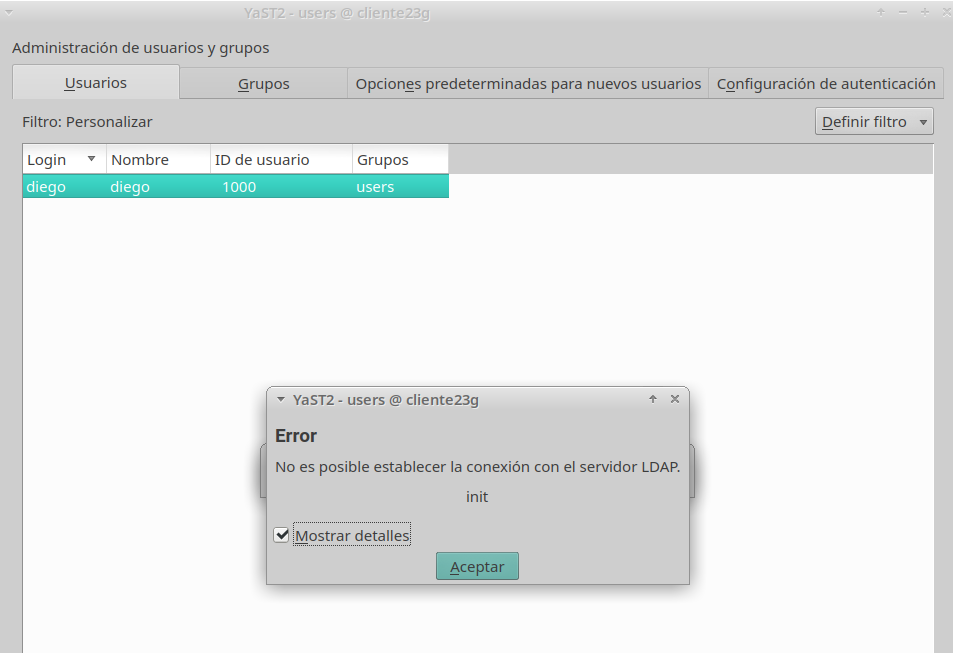 YaST2 - users @ cliente23g
Administración de usuarios y grupos
Usuarios Grupos Opciones predeterminadas para nuevos usuarios Configuración de autenticación
Filtro: Personalizar Definir filtro
Login Nombre ID de usuario Grupos
diego diego 1000 users
YaST2 - users @ cliente23g
Error
No es posible establecer la conexión con el servidor LDAP.
init
Mostrar detalles
Aceptar